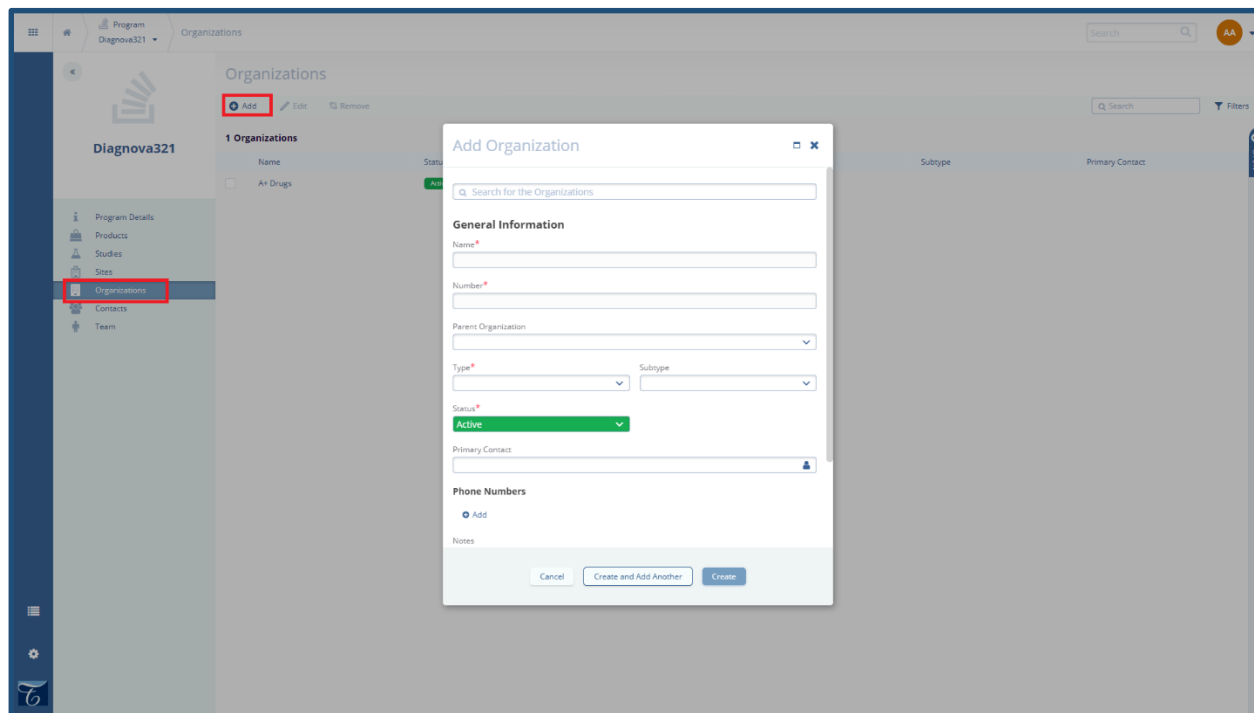 Program
Diagnova321
Organizations
Search
AA
Diagnova321
Program Details
Products
Studies
Sites
Organizations
Contacts
Team
Organizations
Add
Edit
Remove
Search
Filters
1 Organizations
Name
Subtype
Primary Contact
A+ Drugs
Add Organization
Search for the Organizations
General Information
Name*
Number*
Parent Organization
Type*
Subtype
Status*
Active
Primary Contact
Phone Numbers
Add
Notes
Cancel
Create and Add Another
Create